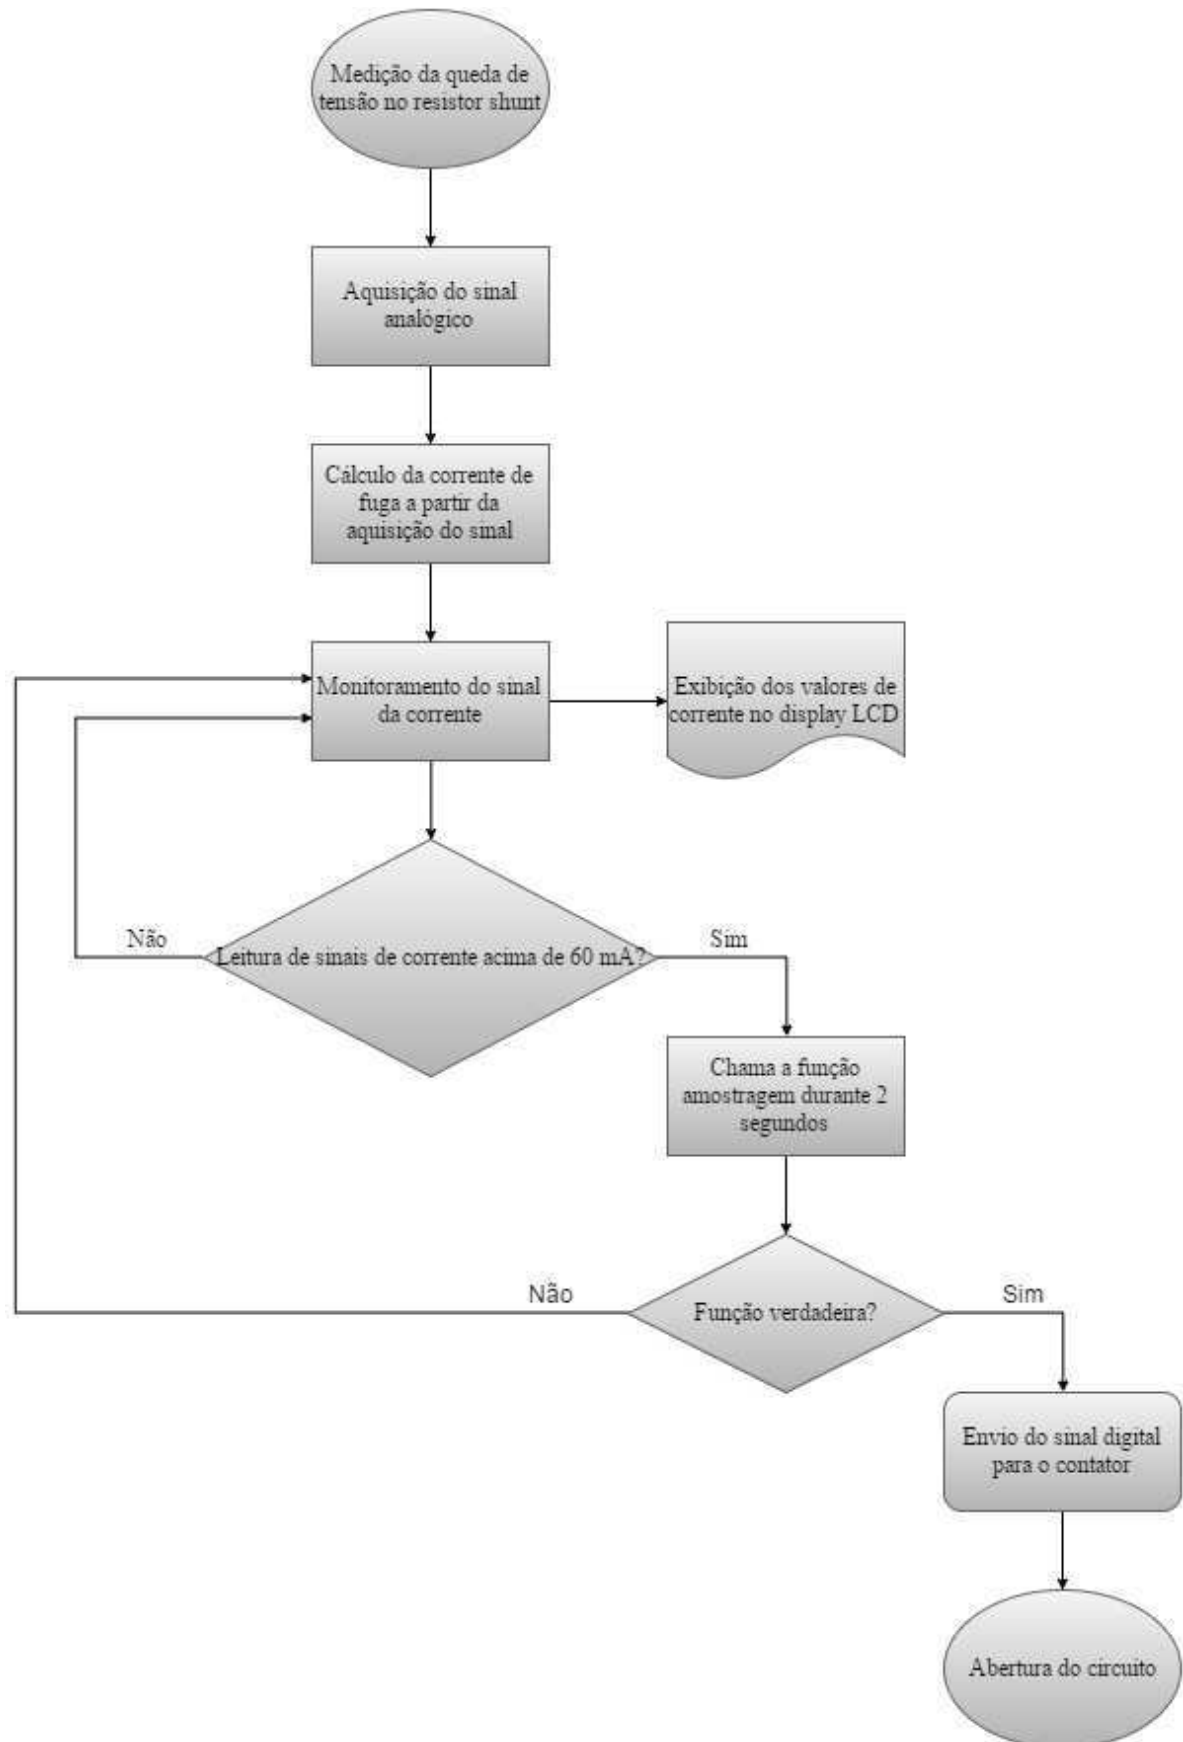 Medição da queda de
tensão no resistor shunt
Aquisição do sinal
analógico
Cálculo da corrente de
fuga a partir da
aquisição do sinal
Monitoramento do sinal
da corrente
Exibição dos valores de
corrente no display LCD
Não
Leitura de sinais de corrente acima de 60 mA?
Sim
Chama a função
amostragem durante 2
segundos
Não
Função verdadeira?
Sim
Envio do sinal digital
para o contator
Abertura do circuito